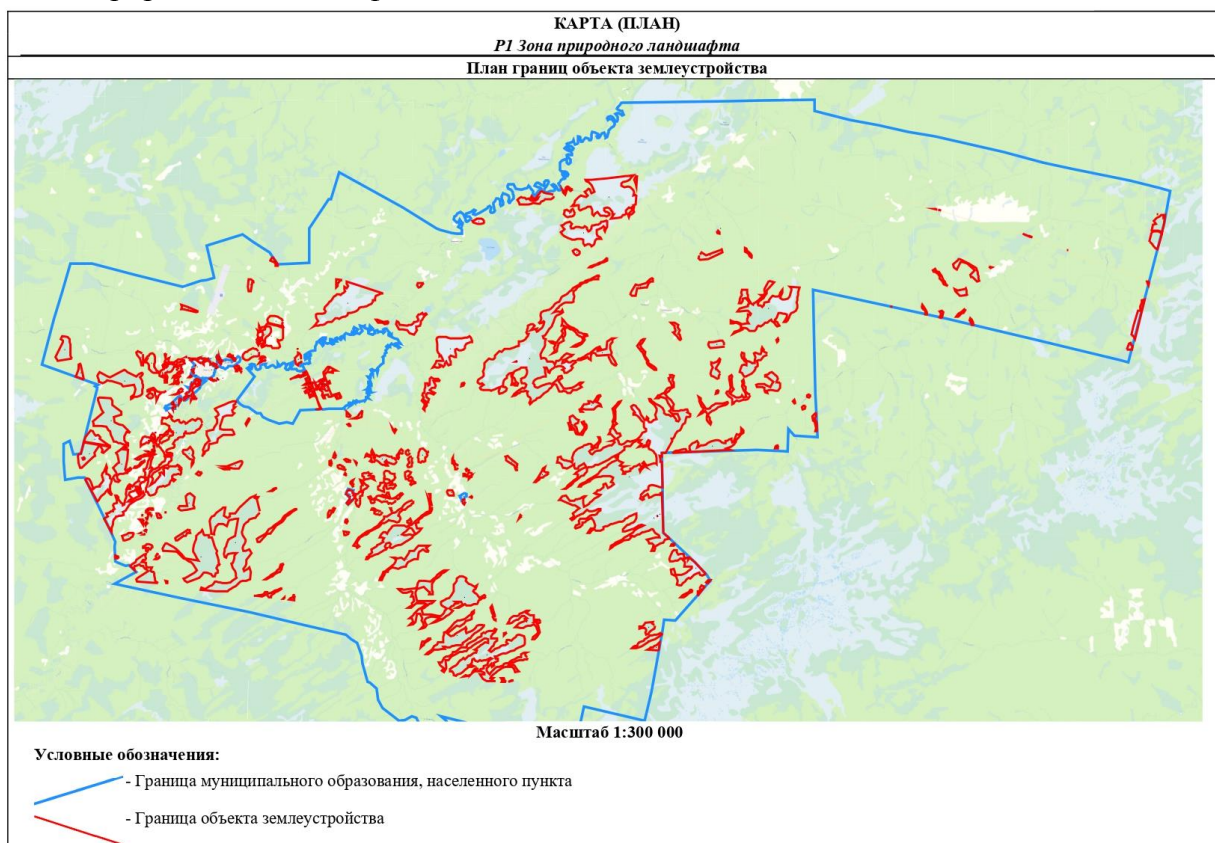 КАРТА (ПЛАН)
Р1 Зона природного ландшафта
План границ объекта землеустройства
Масштаб 1:300 000
Условные обозначения:
- Граница муниципального образования, населенного пункта
- Граница объекта землеустройства